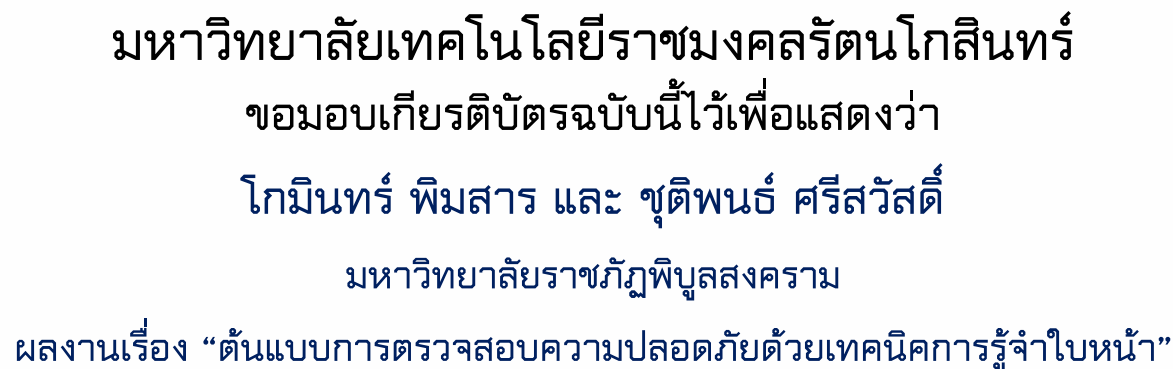 มหาวิทยาลัยเทคโนโลยีราชมงคลรัตนโกสินทร์
ขอมอบเกียรติบัตรฉบับนี้ไว้เพื่อแสดงว่า
โกมินทร์ พิมสาร และ ชุติพนธ์ ศรีสวัสดิ์
มหาวิทยาลัยราชภัฏพิบูลสงคราม
ผลงานเรื่อง “ต้นแบบการตรวจสอบความปลอดภัยด้วยเทคนิคการรู้จำใบหน้า”